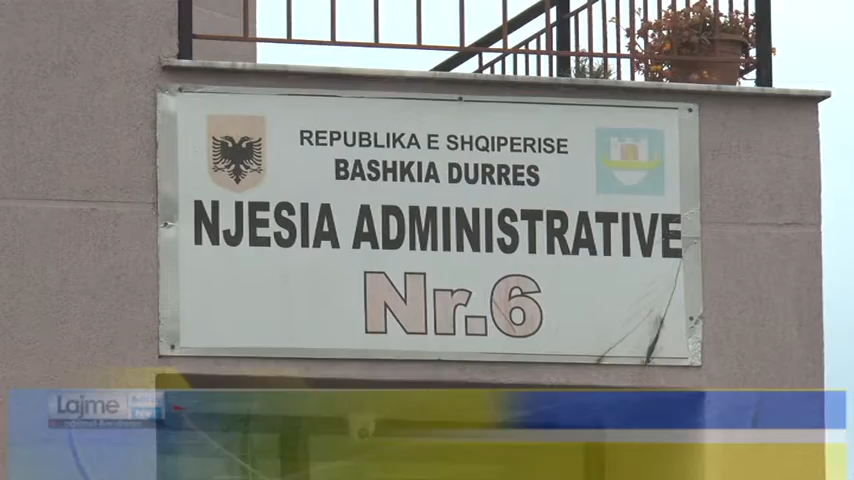 REPUBLIKA E SHQIPERISE
BASHKIA DURRES
NJESIA ADMINISTRATIVE
Nr.6
Lajme